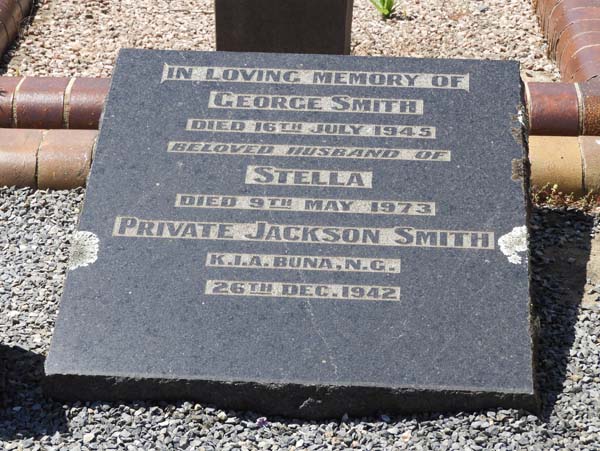 IN LOVING MEMORY OF
GEORGE SMITH
DIED 16TH JULY 1945
BELOVED HUSBAND OF
STELLA
DIED 9TH MAY 1973
PRIVATE JACKSON SMITH
K.I.A. BUNA, N.G.
26TH DEC. 1942